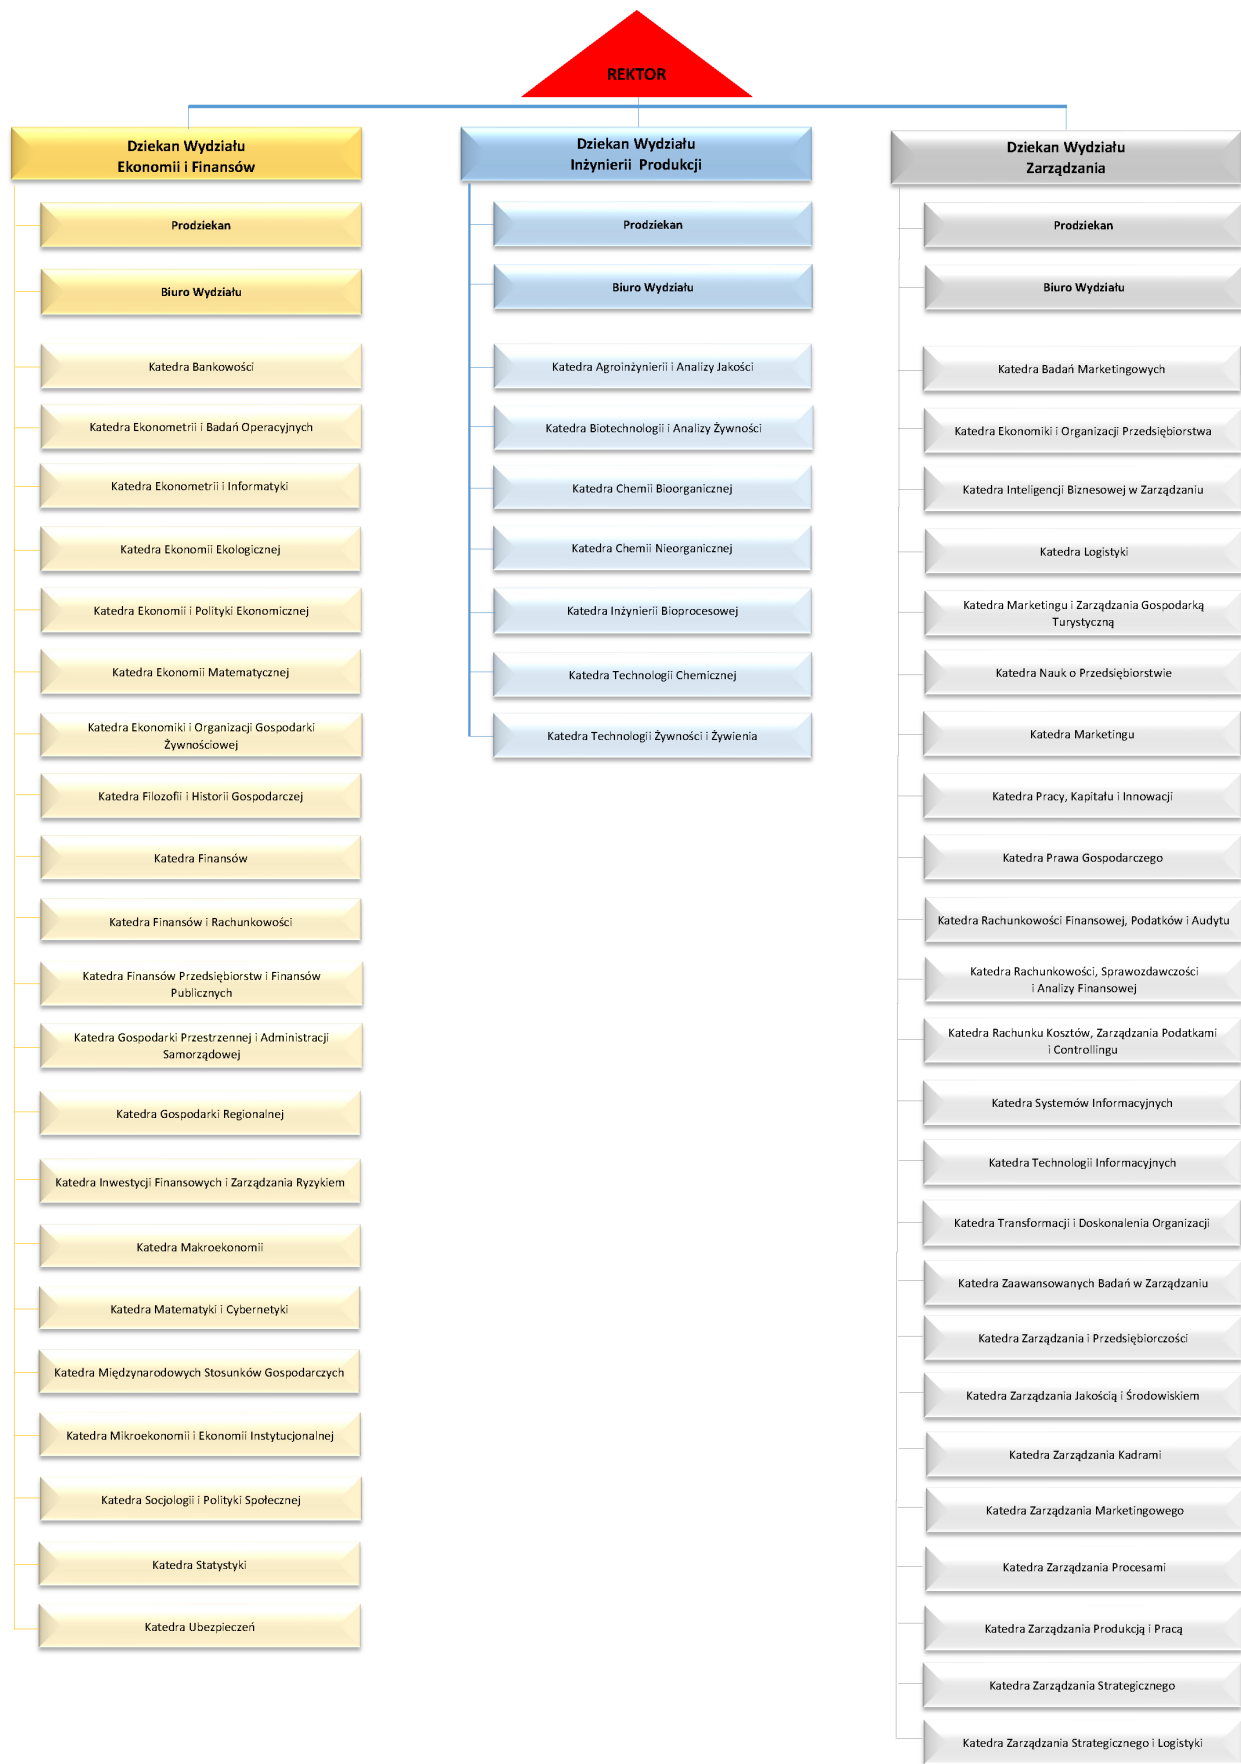 REKTOR
Dziekan Wydziału
Ekonomii i Finansów
Prodziekan
Biuro Wydziału
Katedra Bankowości
Katedra Ekonometrii i Badań Operacyjnych
Katedra Ekonometrii i Informatyki
Katedra Ekonomii Ekologicznej
Katedra Ekonomii i Polityki Ekonomicznej
Katedra Ekonomii Matematycznej
Katedra Ekonomiki i Organizacji Gospodarki
Żywnościowej
Katedra Filozofii i Historii Gospodarczej
Katedra Finansów
Katedra Finansów i Rachunkowości
Katedra Finansów Przedsiębiorstw i Finansów
Publicznych
Katedra Gospodarki Przestrzennej i Administracji
Samorządowej
Katedra Gospodarki Regionalnej
Katedra Inwestycji Finansowych i Zarządzania Ryzykiem
Katedra Makroekonomii
Katedra Matematyki i Cybernetyki
Katedra Międzynarodowych Stosunków Gospodarczych
Katedra Mikroekonomii i Ekonomii Instytucjonalnej
Katedra Socjologii i Polityki Społecznej
Katedra Statystyki
Katedra Ubezpieczeń
Dziekan Wydziału
Inżynierii Produkcji
Prodziekan
Biuro Wydziału
Katedra Agroinżynierii i Analizy Jakości
Katedra Biotechnologii i Analizy Żywności
Katedra Chemii Bioorganicznej
Katedra Chemii Nieorganicznej
Katedra Inżynierii Bioprocesowej
Katedra Technologii Chemicznej
Katedra Technologii Żywności i Żywienia
Dziekan Wydziału
Zarządzania
Prodziekan
Biuro Wydziału
Katedra Badań Marketingowych
Katedra Ekonomiki i Organizacji Przedsiębiorstwa
Katedra Inteligencji Biznesowej w Zarządzaniu
Katedra Logistyki
Katedra Marketingu i Zarządzania Gospodarką
Turystyczną
Katedra Nauk o Przedsiębiorstwie
Katedra Marketingu
Katedra Pracy, Kapitału i Innowacji
Katedra Prawa Gospodarczego
Katedra Rachunkowości Finansowej, Podatków i Audytu
Katedra Rachunkowości, Sprawozdawczości
i Analizy Finansowej
Katedra Rachunku Kosztów, Zarządzania Podatkami
i Controllingu
Katedra Systemów Informacyjnych
Katedra Technologii Informacyjnych
Katedra Transformacji i Doskonalenia Organizacji
Katedra Zaawansowanych Badań w Zarządzaniu
Katedra Zarządzania i Przedsiębiorczości
Katedra Zarządzania Jakością i Środowiskiem
Katedra Zarządzania Kadrami
Katedra Zarządzania Marketingowego
Katedra Zarządzania Procesami
Katedra Zarządzania Produkcją i Pracą
Katedra Zarządzania Strategicznego
Katedra Zarządzania Strategicznego i Logistyki